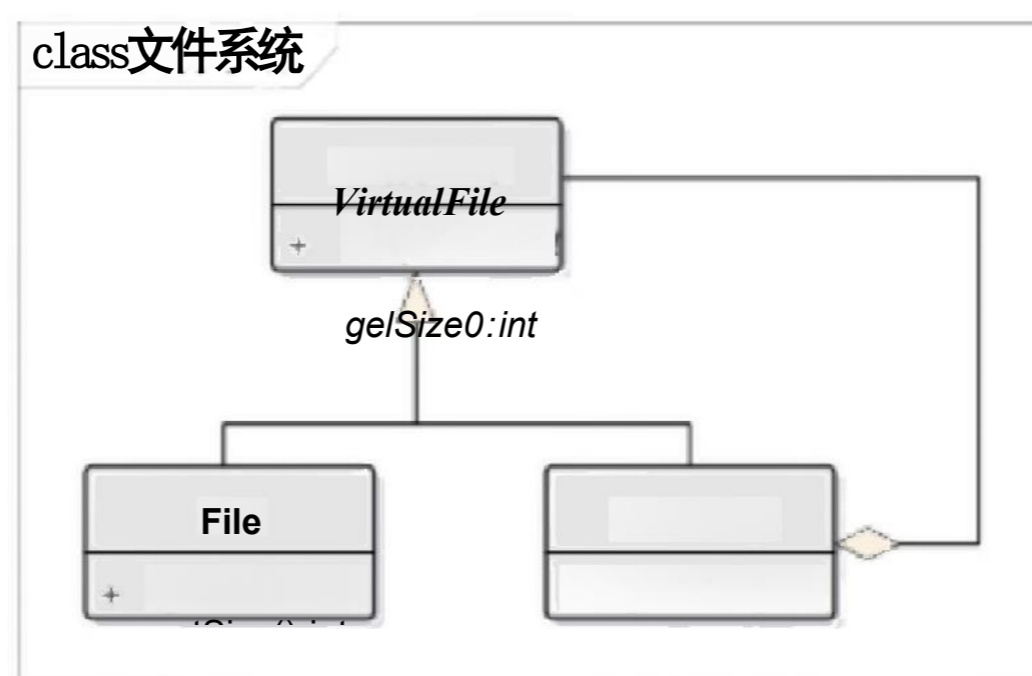 class文件系统
VirtualFile
+
gelSize0:int
File
+